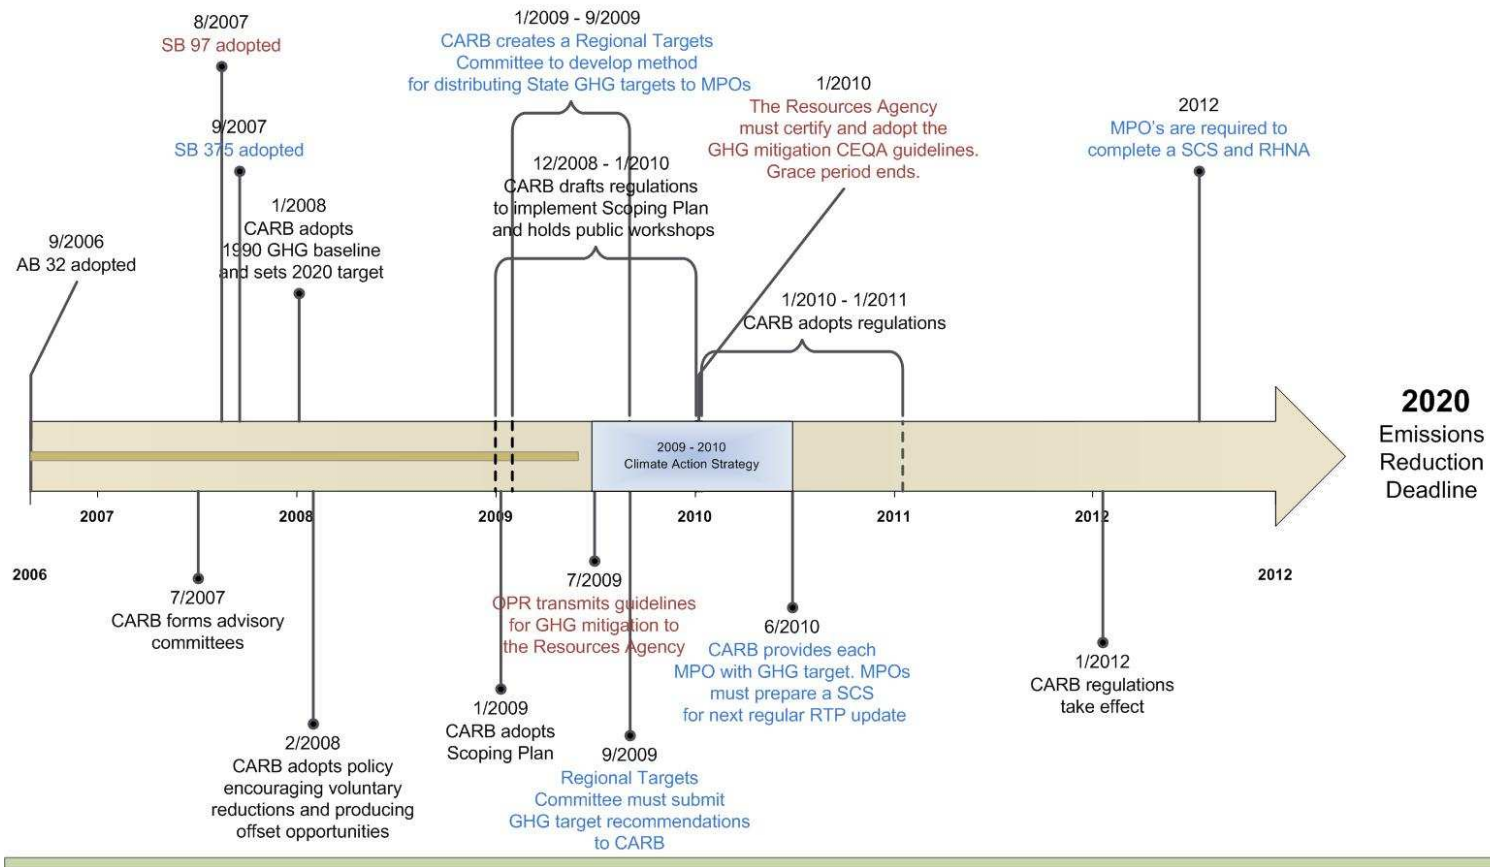 8/2007
SB 97 adopted
1/2009 - 9/2009
CARB creates a Regional Targets
Committee to develop method
for distributing State GHG targets to MPOs
9/2007
SB 375 adopted
1/2010
The Resources Agency
must certify and adopt the
GHG mitigation CEQA guidelines.
Grace period ends.
2012
MPO's are required to
complete a SCS and RHNA
12/2008 - 1/2010
CARB drafts regulations
to implement Scoping Plan
and holds public workshops
1/2008
CARB adopts
1990 GHG baseline
and sets 2020 target
9/2006
AB 32 adopted
1/2010 - 1/2011
CARB adopts regulations
2020
Emissions
Reduction
Deadline
2009 - 2010
Climate Action Strategy
2007
2008
2009
2010
2011
2012
2006
2012
7/2007
CARB forms advisory
committees
7/2009
OPR transmits guidelines
for GHG mitigation to
the Resources Agency
6/2010
CARB provides each
MPO with GHG target. MPOs
must prepare a SCS
for next regular RTP update
1/2012
CARB regulations
take effect
1/2009
CARB adopts
Scoping Plan
2/2008
CARB adopts policy
encouraging voluntary
reductions and producing
offset opportunities
9/2009
Regional Targets
Committee must submit
GHG target recommendations
to CARB